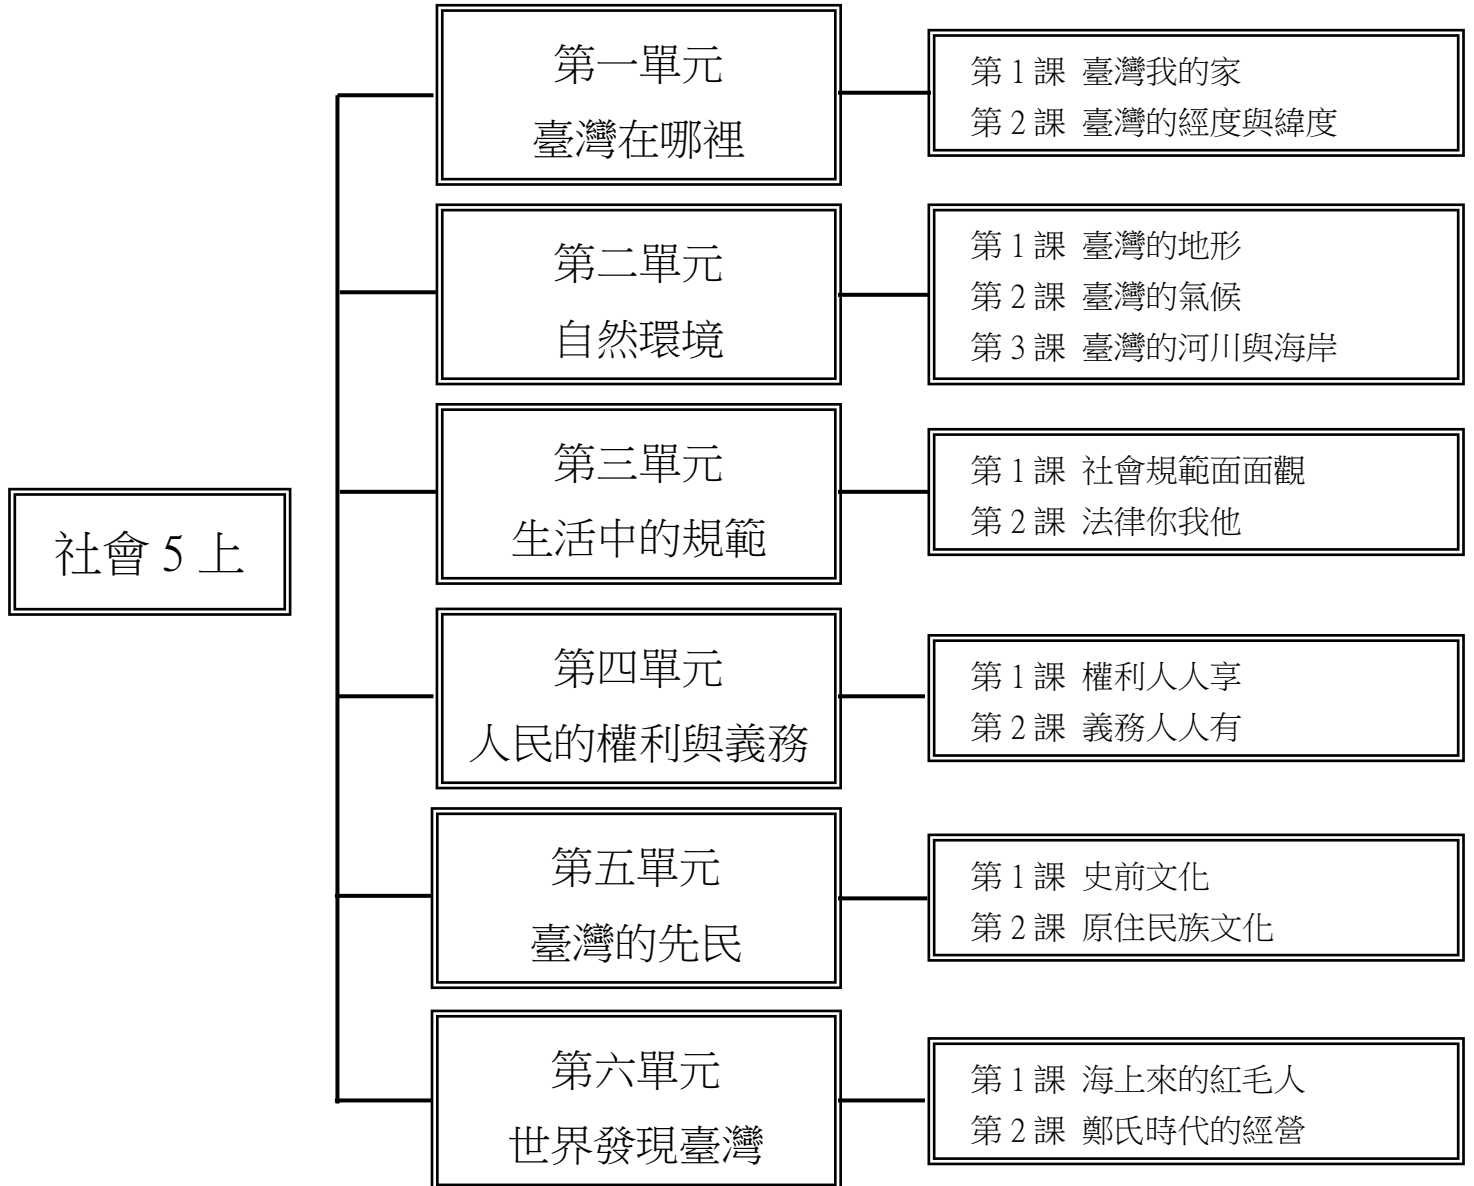 社會 5 上
第一單元
臺灣在哪裡
第 1 課 臺灣我的家
第 2 課 臺灣的經度與緯度
第二單元
自然環境
第 1 課 臺灣的地形
第 2 課 臺灣的氣候
第 3 課 臺灣的河川與海岸
第三單元
生活中的規範
第 1 課 社會規範面面觀
第 2 課 法律你我他
第四單元
人民的權利與義務
第 1 課 權利人人享
第 2 課 義務人人有
第五單元
臺灣的先民
第 1 課 史前文化
第 2 課 原住民族文化
第六單元
世界發現臺灣
第 1 課 海上來的紅毛人
第 2 課 鄭氏時代的經營